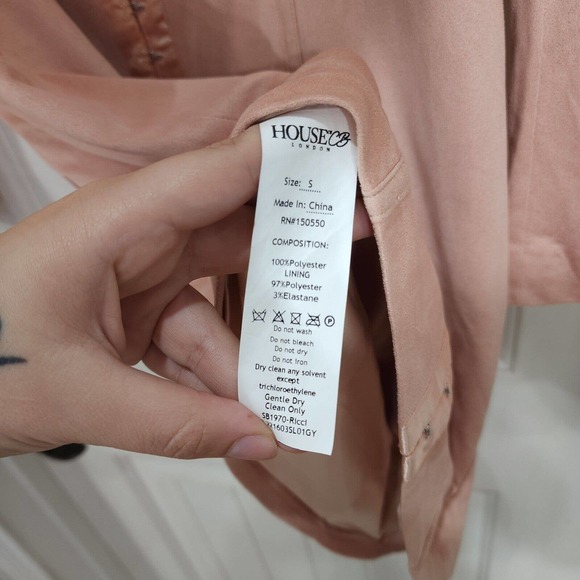 HOUSE OF CB
LONDON
Size: S
Made in: China
RN#150550
COMPOSITION:
100%Polyester
LINING
97%Polyester
3%Elastane
P
Do not wash
Do not bleach
Do not dry
Do not iron
Dry clean any solvent
except
trichloroethylene
Gentle Dry
Clean Only
SB1970-Ricci
1603SL01GY